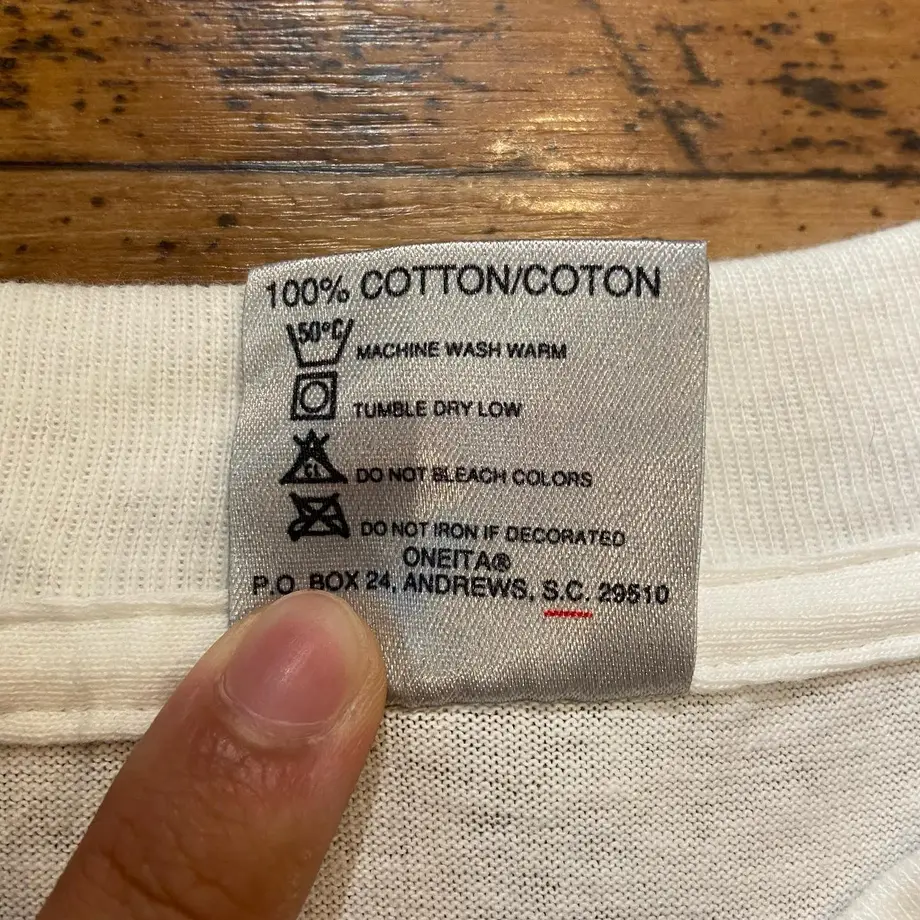 100% COTTON/COTON
50°C
MACHINE WASH WARM
TUMBLE DRY LOW
CL
DO NOT BLEACH COLORS
DO NOT IRON IF DECORATED
ONEITA®
P.O. BOX 24, ANDREWS, S.C. 29510